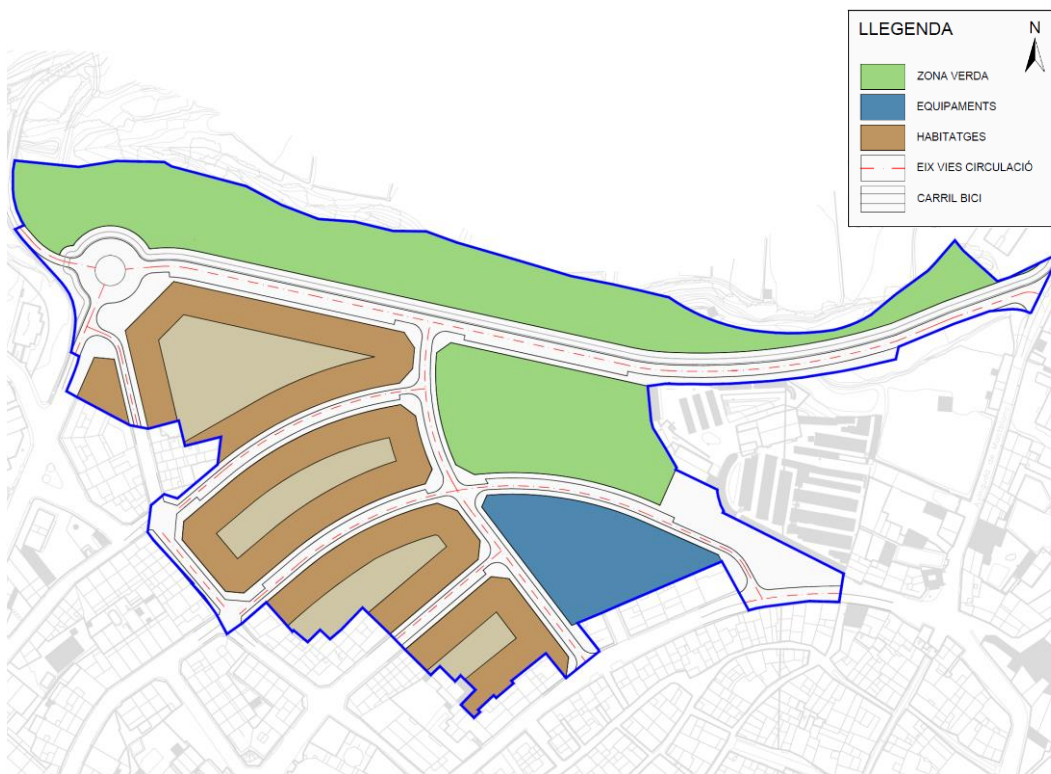 LLEGENDA
N
ZONA VERDA
EQUIPAMENTS
HABITATGES
EIX VIES CIRCULACIÓ
CARRIL BICI